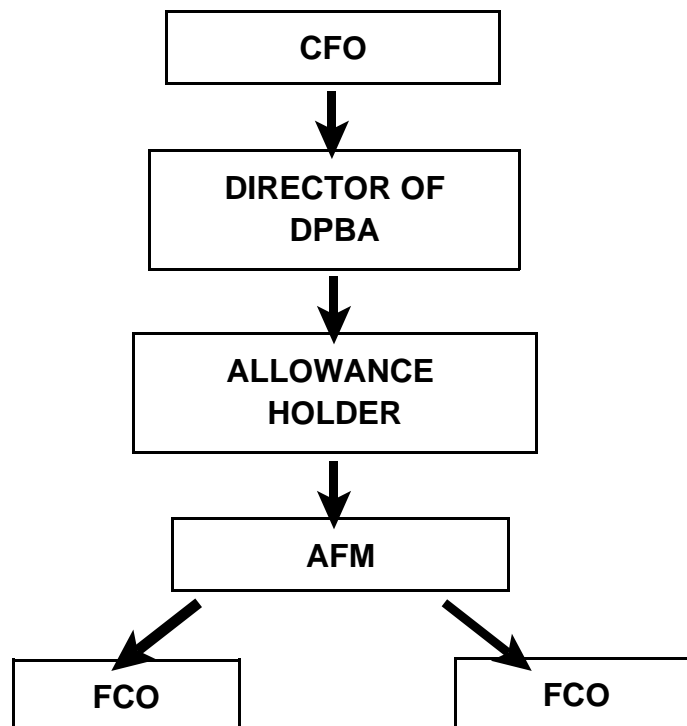 CFO
DIRECTOR OF
DPBA
ALLOWANCE
HOLDER
AFM
FCO
FCO